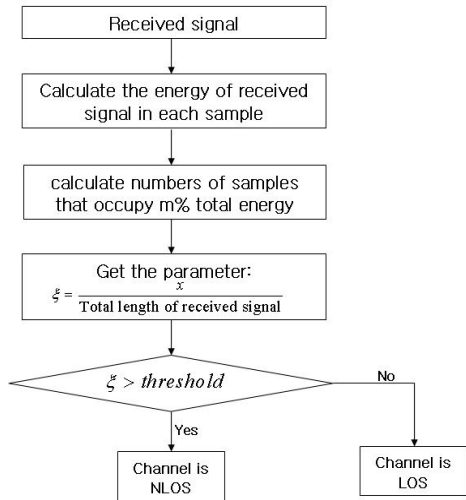 Received signal
Calculate the energy of received
signal in each sample
calculate numbers of samples
that occupy m% total energy
Get the parameter:
ξ = x / Total length of received signal
ξ > threshold
No
Yes
Channel is
NLOS
Channel is
LOS